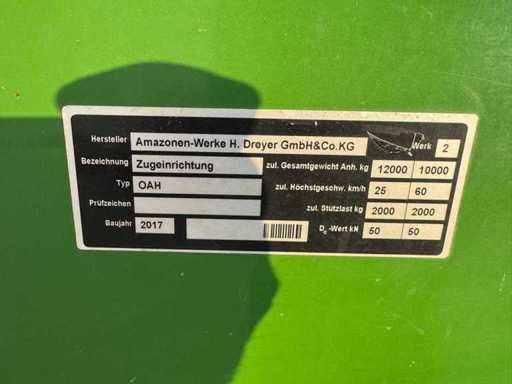 Hersteller Amazonen-Werke H. Dreyer GmbH&Co.KG Werk 2
Bezeichnung Zugeinrichtung zul. Gesamtgewicht Anh. kg 12000 10000
Typ OAH zul. Höchstgeschw. km/h 25 60
Prüfzeichen zul. Stützlast kg 2000 2000
Baujahr 2017 Dc-Wert kN 50 50